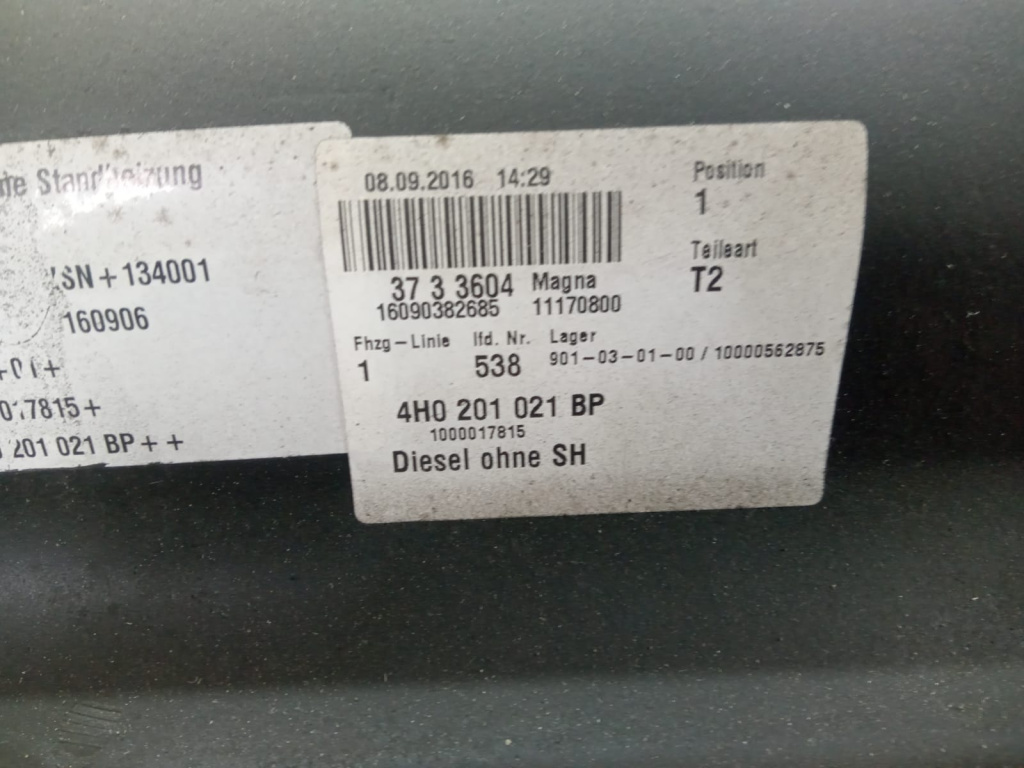 Standheizung
SN+134001
160906
7815+
201 021 BP++
08.09.2016 14:29
Position
1
37 3 3604 Magna
16090382685 11170800
Teileart
T2
Fhzg-Linie lfd. Nr. Lager
1 538 901-03-01-00 / 10000562875
4H0 201 021 BP
1000017815
Diesel ohne SH